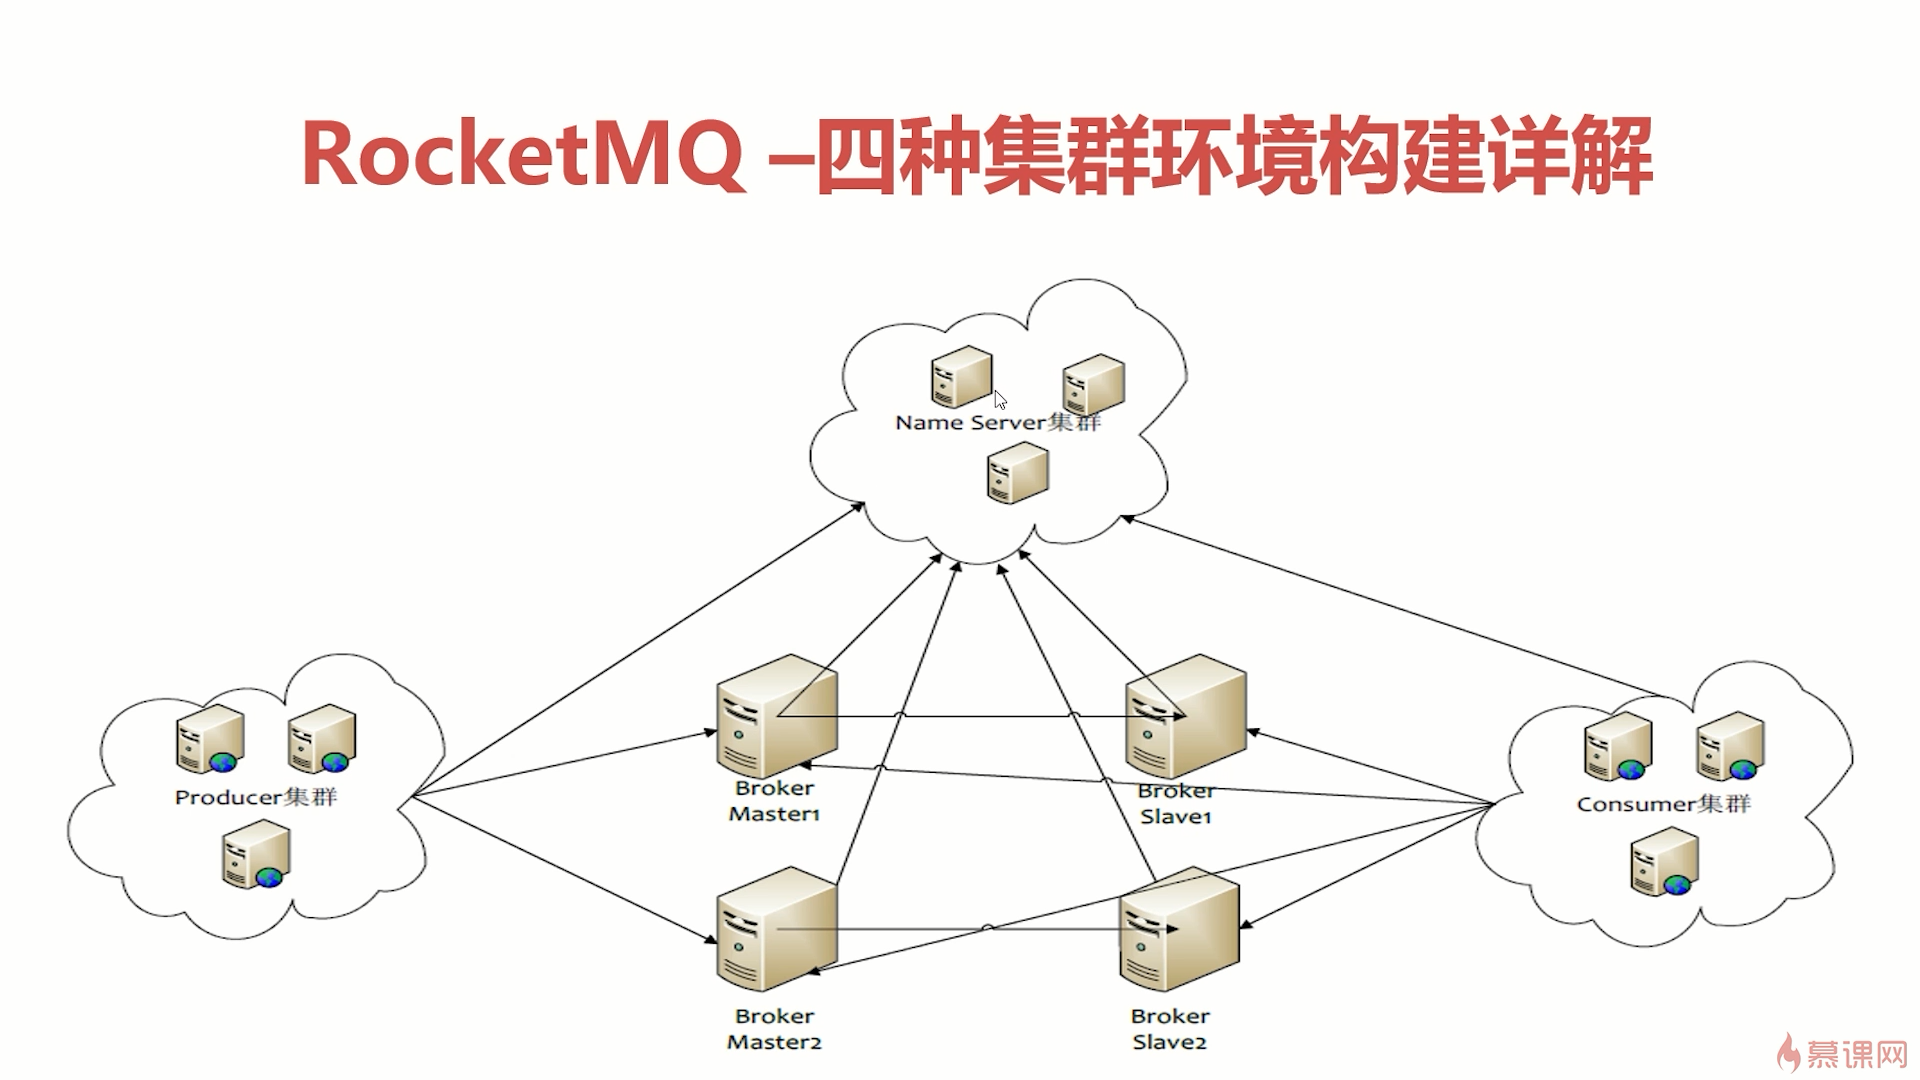 RocketMQ –四种集群环境构建详解
Name Server集群
Producer集群
Broker
Master1
Broker
Slave1
Consumer集群
Broker
Master2
Broker
Slave2
慕课网